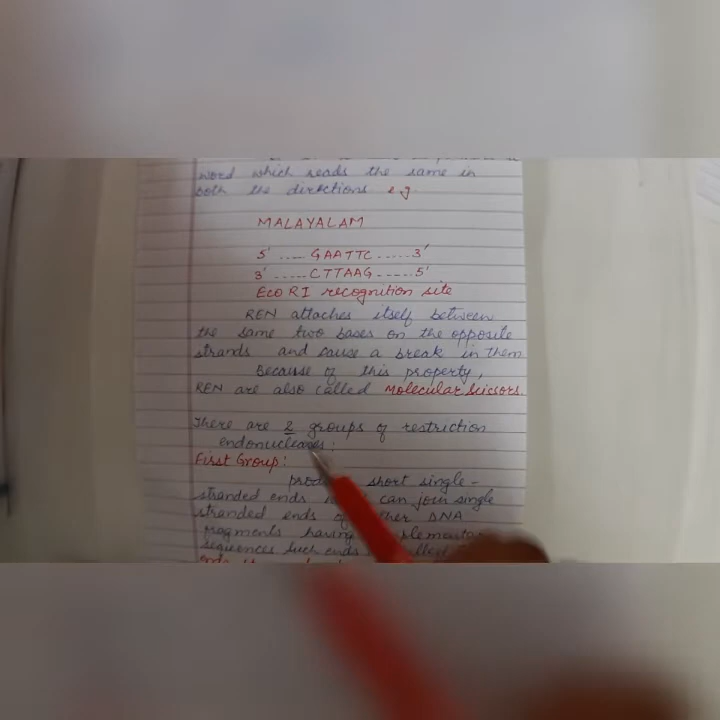 word which reads the same in
both the directions e.g.
MALAYALAM
5' ..... GAATTC ..... 3'
3' ..... CTTAAG ..... 5'
Eco RI recognition site
REN attaches itself between
the same two bases on the opposite
strands and cause a break in them
Because of this property,
REN are also called Molecular Scissors.
There are 2 groups of restriction
endonucleases:
First Group:
short single-
stranded ends can join single
stranded ends of DNA
fragments having
sequences such ends